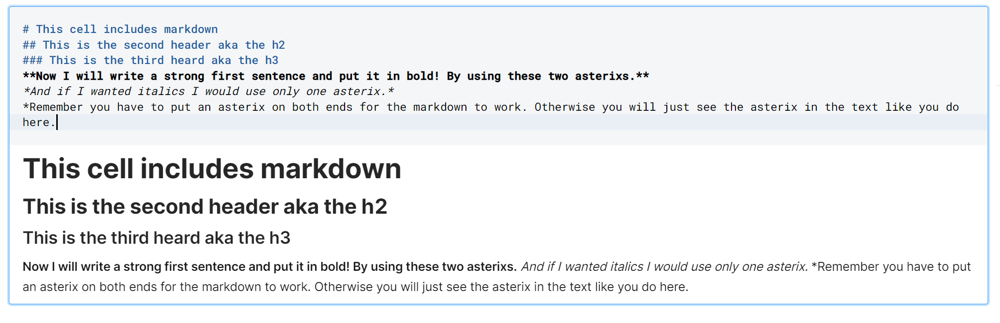 # This cell includes markdown
## This is the second header aka the h2
### This is the third heard aka the h3
**Now I will write a strong first sentence and put it in bold! By using these two asterixs.**
*And if I wanted italics I would use only one asterix.*
*Remember you have to put an asterix on both ends for the markdown to work. Otherwise you will just see the asterix in the text like you do
here.
This cell includes markdown
This is the second header aka the h2
This is the third heard aka the h3
Now I will write a strong first sentence and put it in bold! By using these two asterixs. And if I wanted italics I would use only one asterix. *Remember you have to put
an asterix on both ends for the markdown to work. Otherwise you will just see the asterix in the text like you do here.